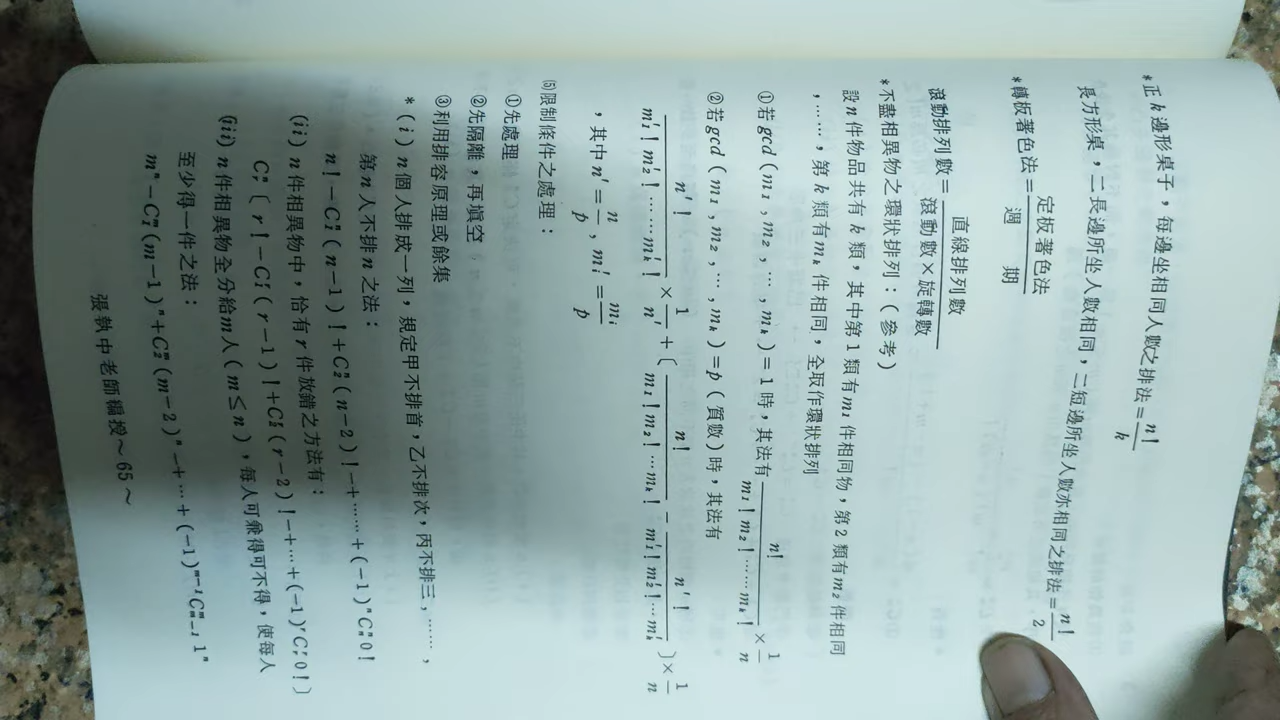 *正k邊形桌子，每邊坐相同人數之排法=n!/k
長方形桌，二長邊所坐人數相同，二短邊所坐人數亦相同之排法=n!/2
*轉板著色法=定板著色法/週期
滾動排列數=直線排列數/滾動數×旋轉數
*不盡相異物之環狀排列：(參考)
設n件物品共有k類，其中第1類有m₁件相同物，第2類有m₂件相同
，……，第k類有mₖ件相同，全取作環狀排列
①若gcd(m₁，m₂，…，mₖ)=1時，其法有 n!/(m₁!m₂!……mₖ!)×1/n
②若gcd(m₁，m₂，…，mₖ)=p(質數)時，其法有
n'!/(m₁'!m₂'!……mₖ'!)×1/n'+(n!/(m₁!m₂!…mₖ!)-n'!/(m₁'!m₂'!…mₖ'))×1/n
，其中n'=n/p，mᵢ'=mᵢ/p
⑸限制條件之處理：
①先處理
②先隔離，再填空
③利用排容原理或餘集
*(i)n個人排成一列，規定甲不排首，乙不排次，丙不排三，……，
第n人不排n之法：
n!-C₁ⁿ(n-1)!+C₂ⁿ(n-2)!-+……+(-1)ⁿCₙⁿ0!
(ii)n件相異物中，恰有r件放錯之方法有：
Cᵣⁿ〔r!-C₁ʳ(r-1)!+C₂ʳ(r-2)!-+…+(-1)ʳCᵣʳ0!〕
(iii)n件相異物全分給m人(m≤n)，每人可兼得可不得，使每人
至少得一件之法：
mⁿ-C₁ᵐ(m-1)ⁿ+C₂ᵐ(m-2)ⁿ-+…+(-1)ᵐ⁻¹Cᵐₘ₋₁1ⁿ
張執中老師編授～65～